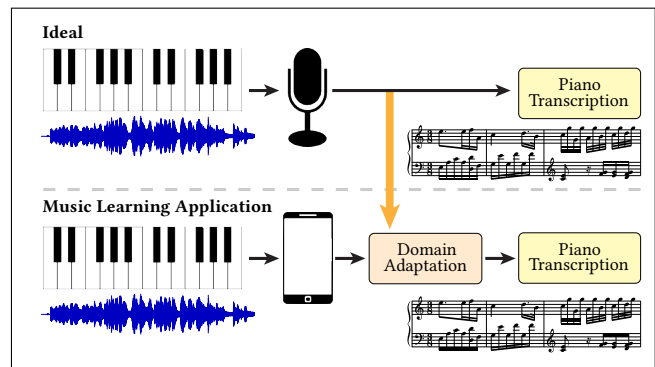 Ideal
Piano
Transcription
Music Learning Application
Domain
Adaptation
Piano
Transcription